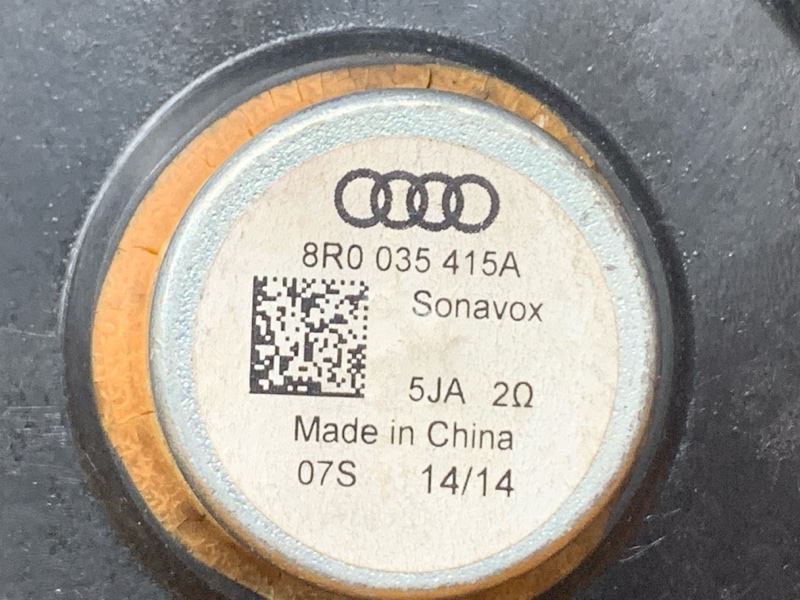 8R0 035 415A
Sonavox
5JA 2Ω
Made in China
07S 14/14